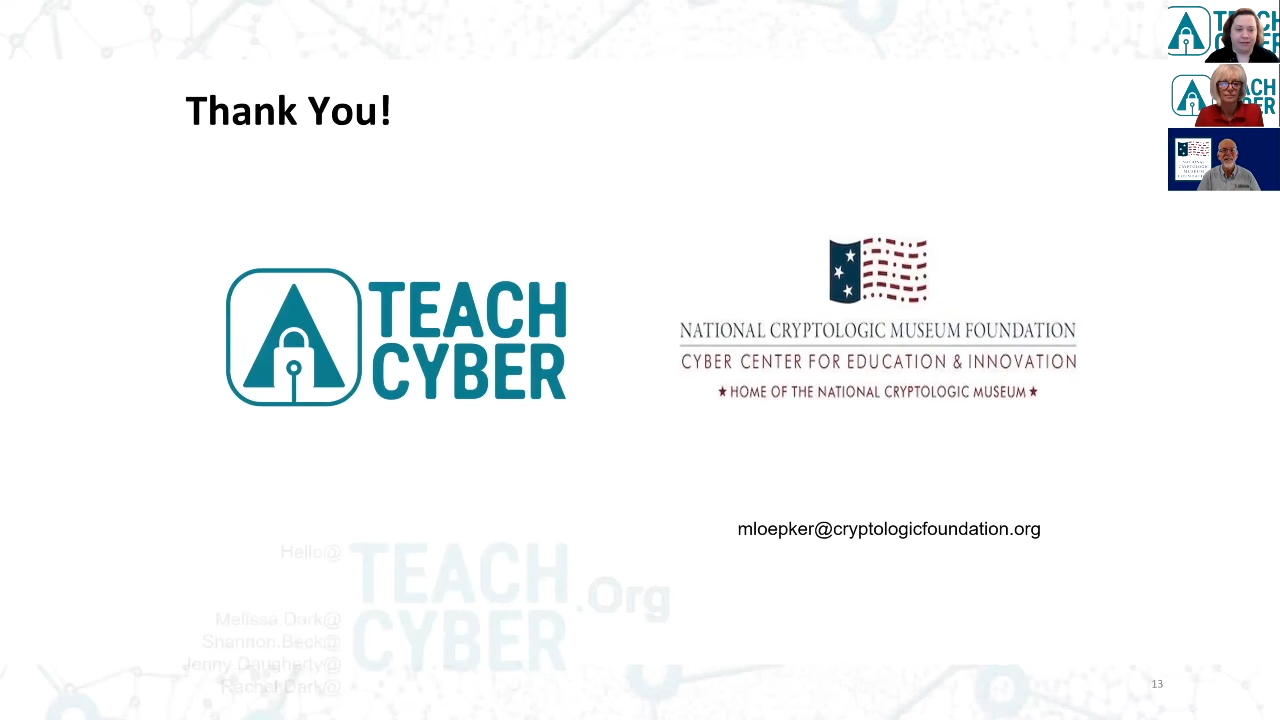 Thank You!
TEACH
CYBER
NATIONAL CRYPTOLOGIC MUSEUM FOUNDATION
CYBER CENTER FOR EDUCATION & INNOVATION
★ HOME OF THE NATIONAL CRYPTOLOGIC MUSEUM ★
mloepker@cryptologicfoundation.org
Hello@
TEACH
CYBER
.Org
Melissa.Dark@
Shannon.Beck@
Jenny.Daugherty@
Rachel.Dark@
13